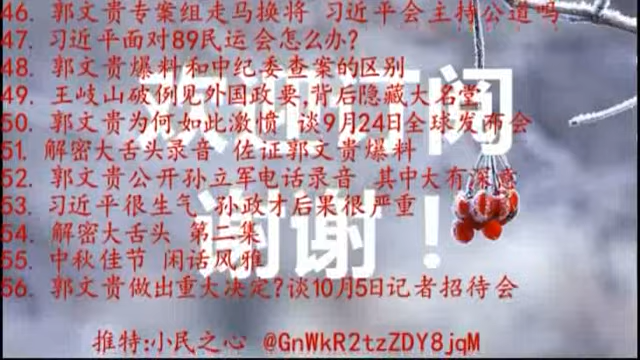 46. 郭文贵专案组走马换将 习近平会主持公道吗
47. 习近平面对89民运会怎么办?
48. 郭文贵爆料和中纪委查案的区别
49. 王岐山破例见外国政要,背后隐藏大名堂
50. 郭文贵为何如此激愤 谈9月24日全球发布会
51. 解密大舌头录音 佐证郭文贵爆料
52. 郭文贵公开孙立军电话录音 其中大有深意
53. 习近平很生气 孙政才后果很严重
54. 解密大舌头 第二集
55. 中秋佳节 闲话风雅
56. 郭文贵做出重大决定?谈10月5日记者招待会
欢迎订阅
谢谢!
推特:小民之心 @GnWkR2tzZDY8jqM